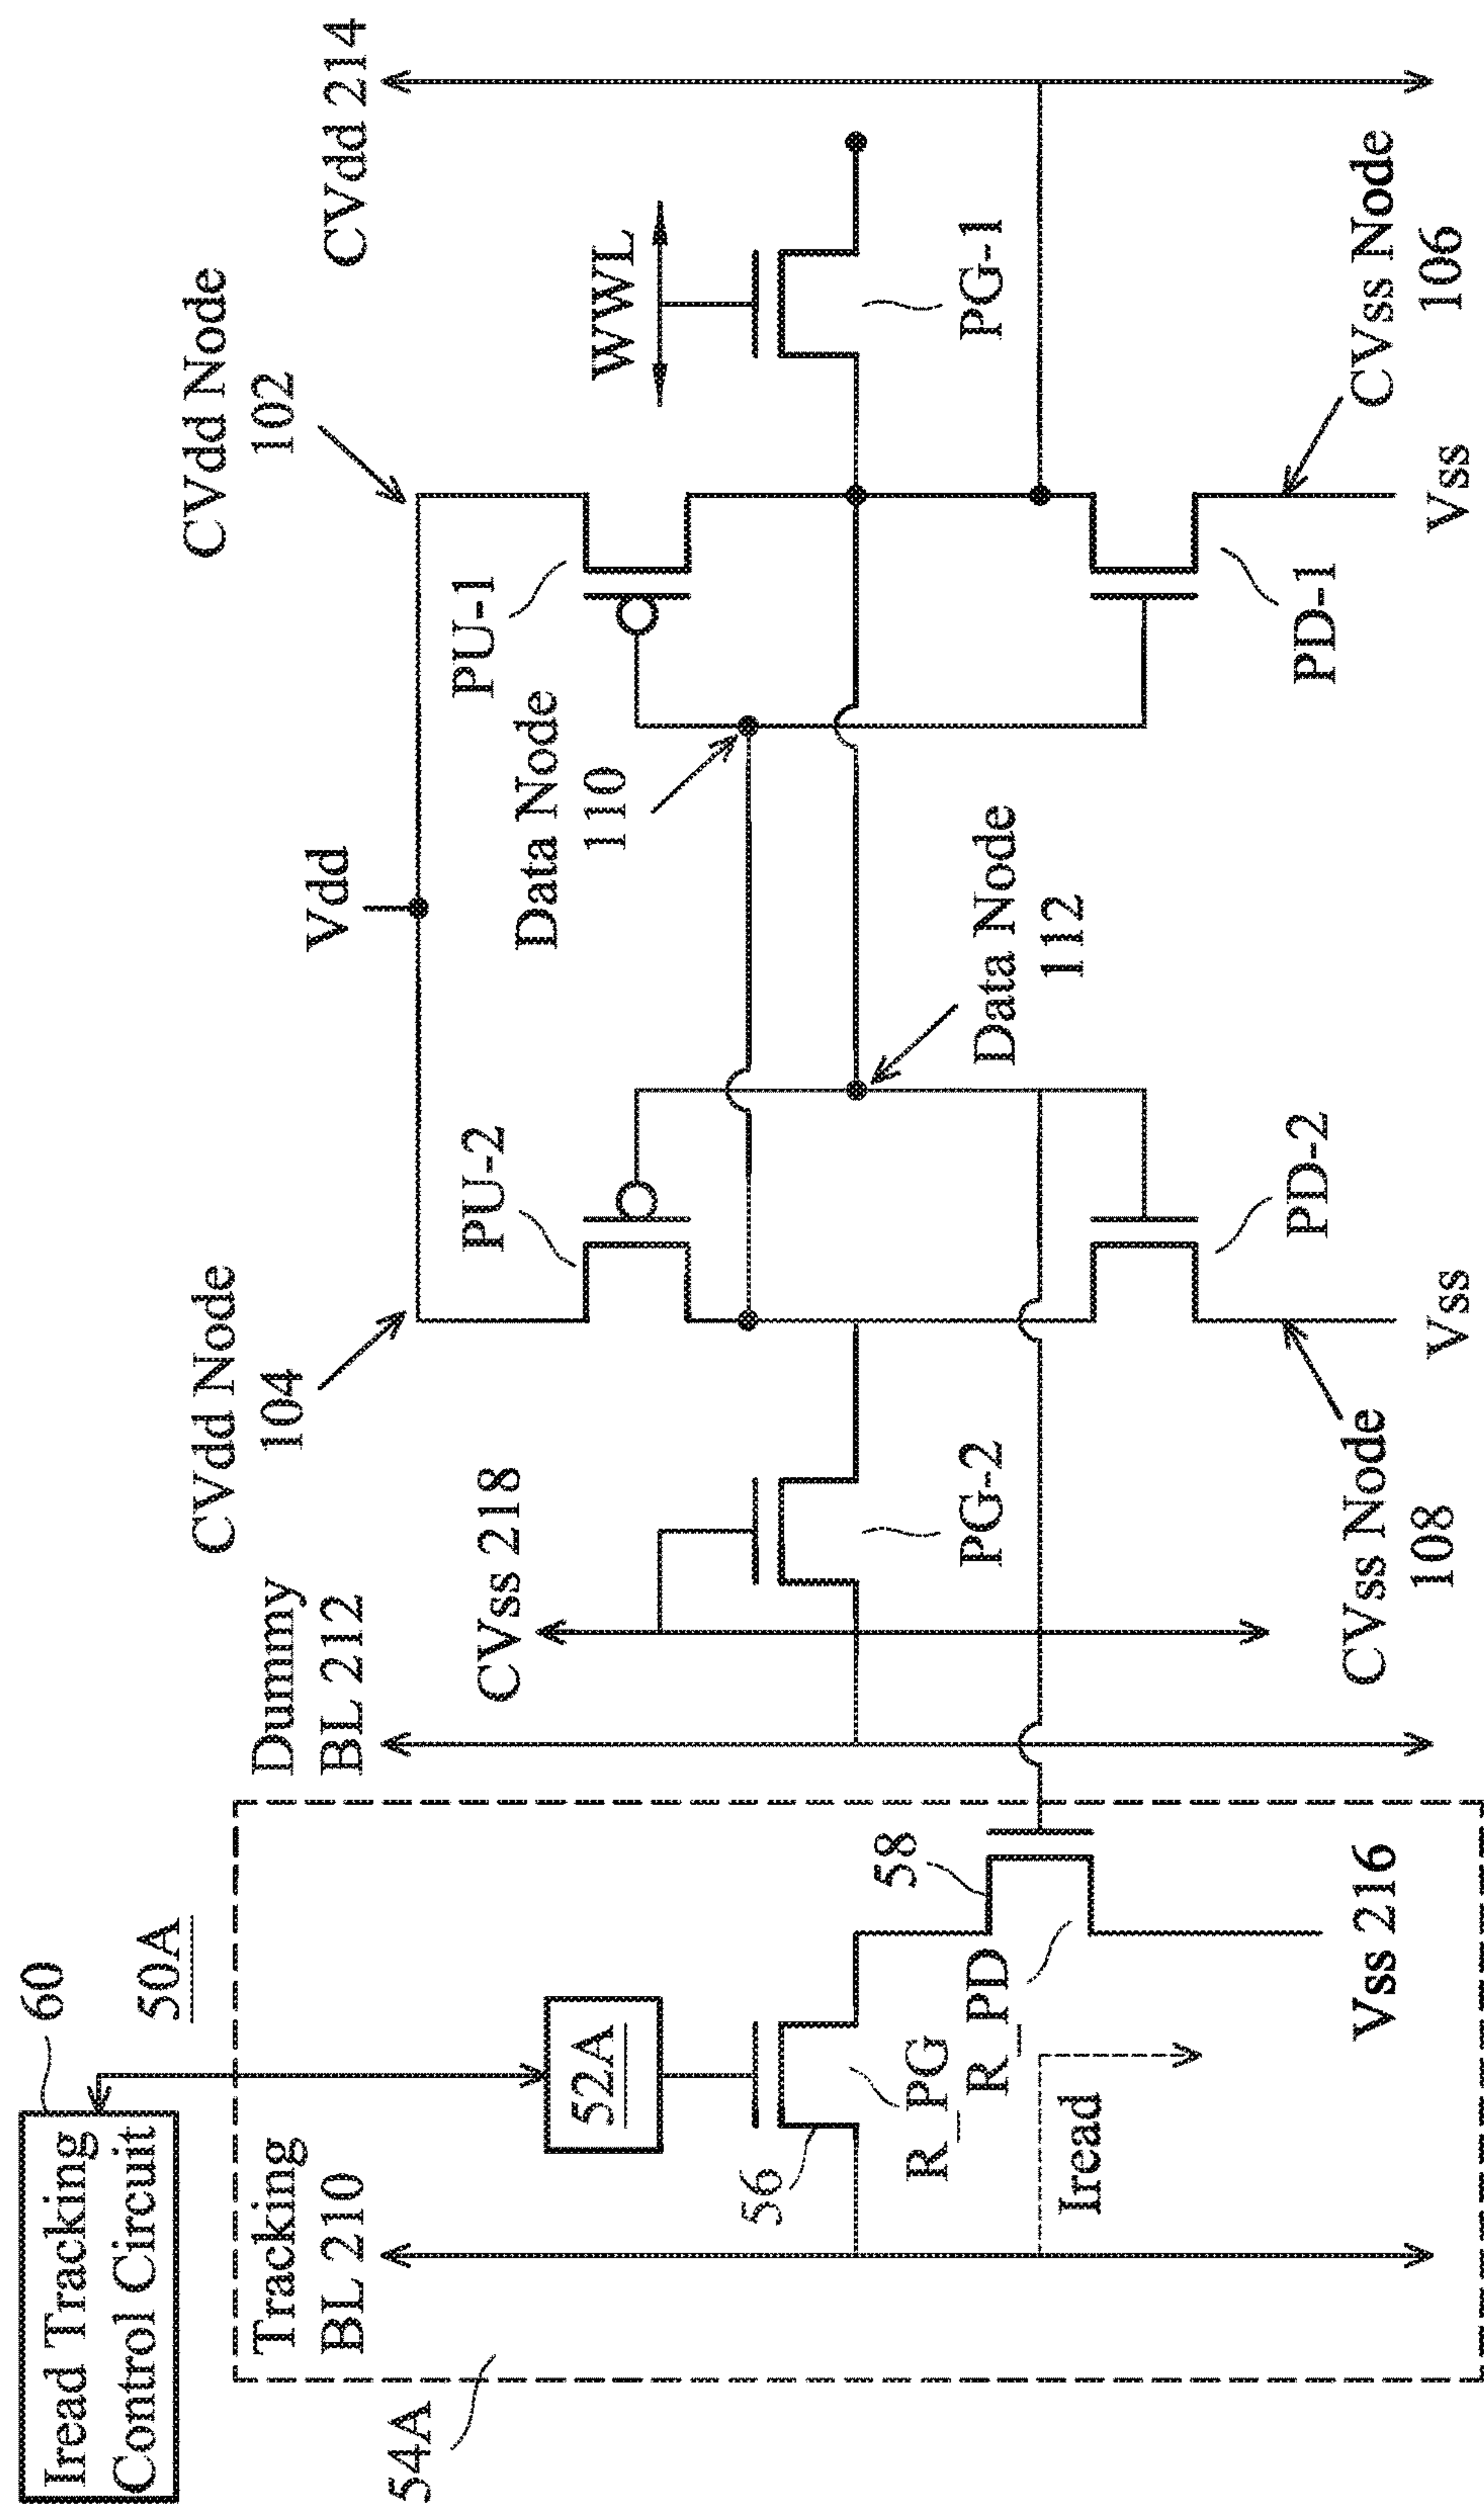 Iread Tracking
Control Circuit
60
50A
54A
Tracking
BL 210
52A
56
R_PG
58
R_PD
Iread
Vss 216
Dummy
BL 212
CVss 218
PG-2
CVdd Node
104
PU-2
PD-2
CVss Node
108
Vss
Vdd
Data Node
110
Data Node
112
CVdd Node
102
PU-1
PD-1
WWL
PG-1
CVdd 214
CVss Node
106
Vss